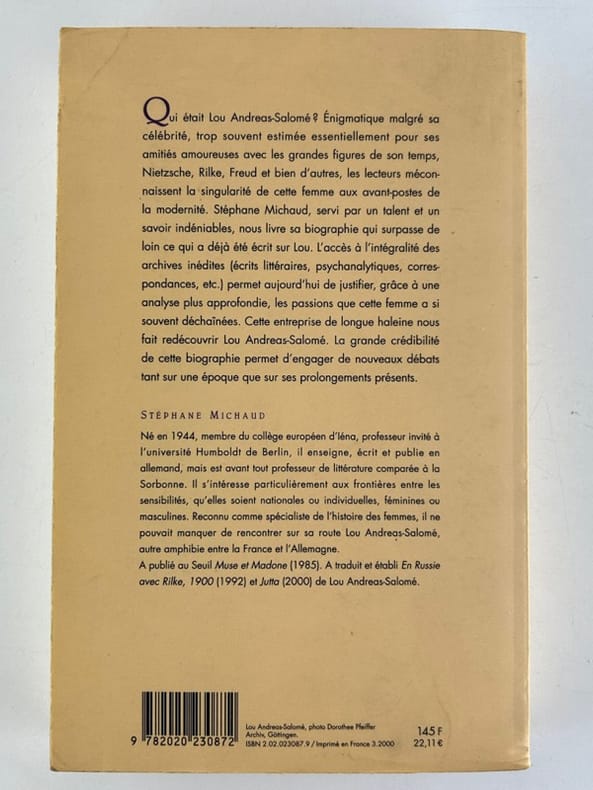 Qui était Lou Andreas-Salomé ? Énigmatique malgré sa
célébrité, trop souvent estimée essentiellement pour ses
amitiés amoureuses avec les grandes figures de son temps,
Nietzsche, Rilke, Freud et bien d'autres, les lecteurs mécon-
naissent la singularité de cette femme aux avant-postes de
la modernité. Stéphane Michaud, servi par un talent et un
savoir indéniables, nous livre sa biographie qui surpasse de
loin ce qui a déjà été écrit sur Lou. L'accès à l'intégralité des
archives inédites (écrits littéraires, psychanalytiques, corres-
pondances, etc.) permet aujourd'hui de justifier, grâce à une
analyse plus approfondie, les passions que cette femme a si
souvent déchaînées. Cette entreprise de longue haleine nous
fait redécouvrir Lou Andreas-Salomé. La grande crédibilité
de cette biographie permet d'engager de nouveaux débats
tant sur une époque que sur ses prolongements présents.
STÉPHANE MICHAUD
Né en 1944, membre du collège européen d'Iéna, professeur invité à
l'université Humboldt de Berlin, il enseigne, écrit et publie en
allemand, mais est avant tout professeur de littérature comparée à la
Sorbonne. Il s'intéresse particulièrement aux frontières entre les
sensibilités, qu'elles soient nationales ou individuelles, féminines ou
masculines. Reconnu comme spécialiste de l'histoire des femmes, il ne
pouvait manquer de rencontrer sur sa route Lou Andreas-Salomé,
autre amphibie entre la France et l'Allemagne.
A publié au Seuil Muse et Madone (1985). A traduit et établi En Russie
avec Rilke, 1900 (1992) et Jutta (2000) de Lou Andreas-Salomé.
9 782020 230872
Lou Andreas-Salomé, photo Dorothee Pfeiffer
Archiv, Göttingen.
ISBN 2.02.023087.9 / Imprimé en France 3.2000
145 F
22,11 €